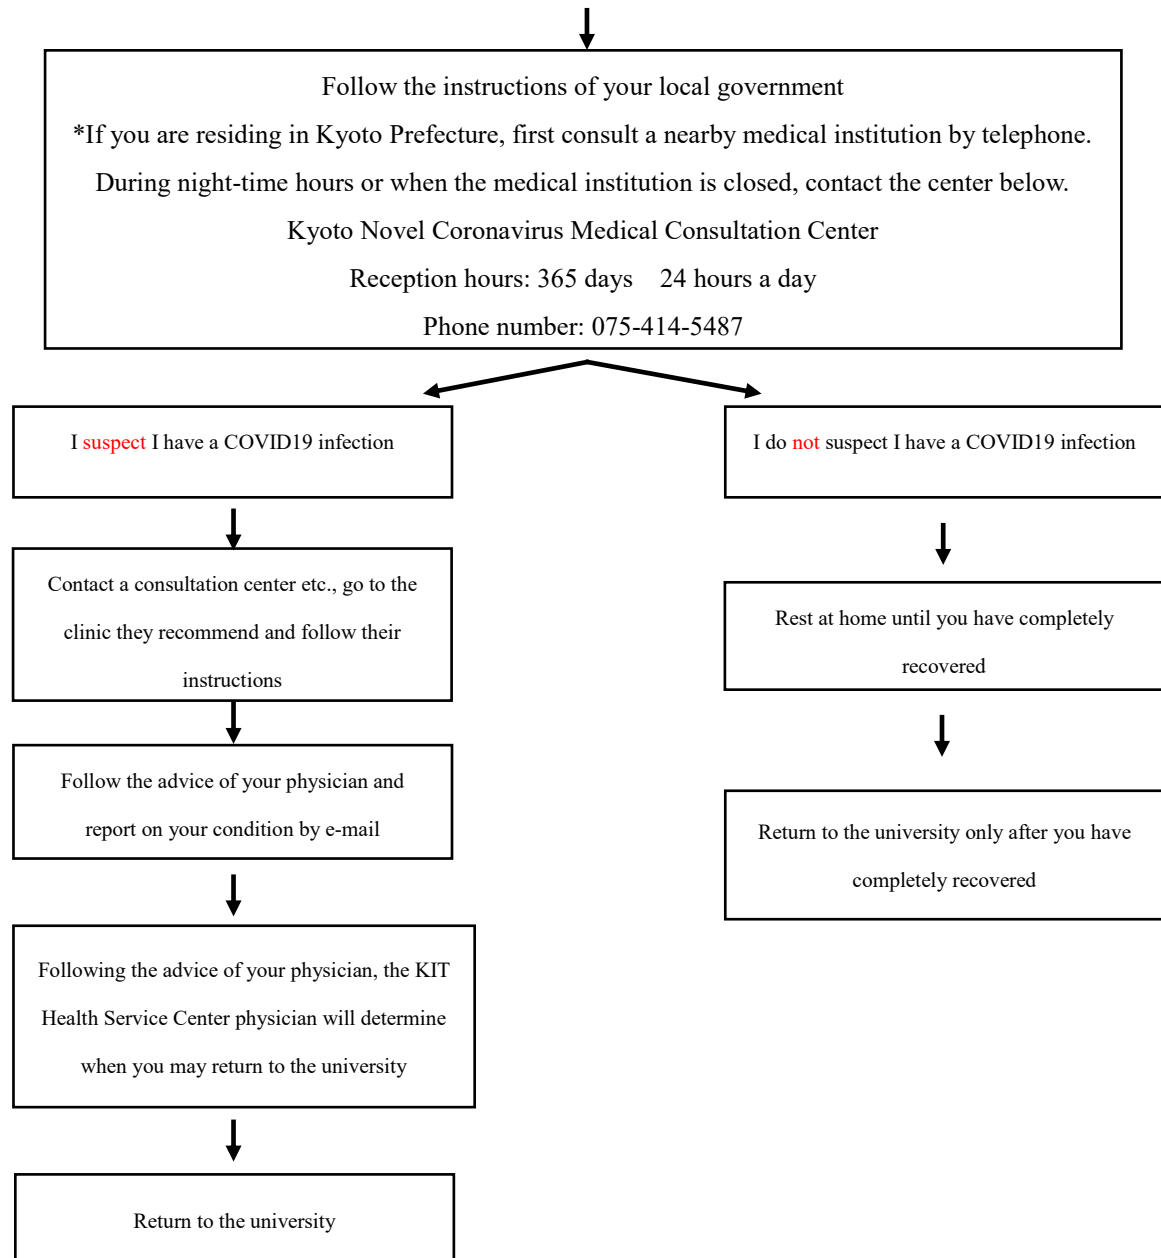 Follow the instructions of your local government
*If you are residing in Kyoto Prefecture, first consult a nearby medical institution by telephone.
During night-time hours or when the medical institution is closed, contact the center below.
Kyoto Novel Coronavirus Medical Consultation Center
Reception hours: 365 days 24 hours a day
Phone number: 075-414-5487
I suspect I have a COVID19 infection
Contact a consultation center etc., go to the
clinic they recommend and follow their
instructions
Follow the advice of your physician and
report on your condition by e-mail
Following the advice of your physician, the KIT
Health Service Center physician will determine
when you may return to the university
Return to the university
I do not suspect I have a COVID19 infection
Rest at home until you have completely
recovered
Return to the university only after you have
completely recovered